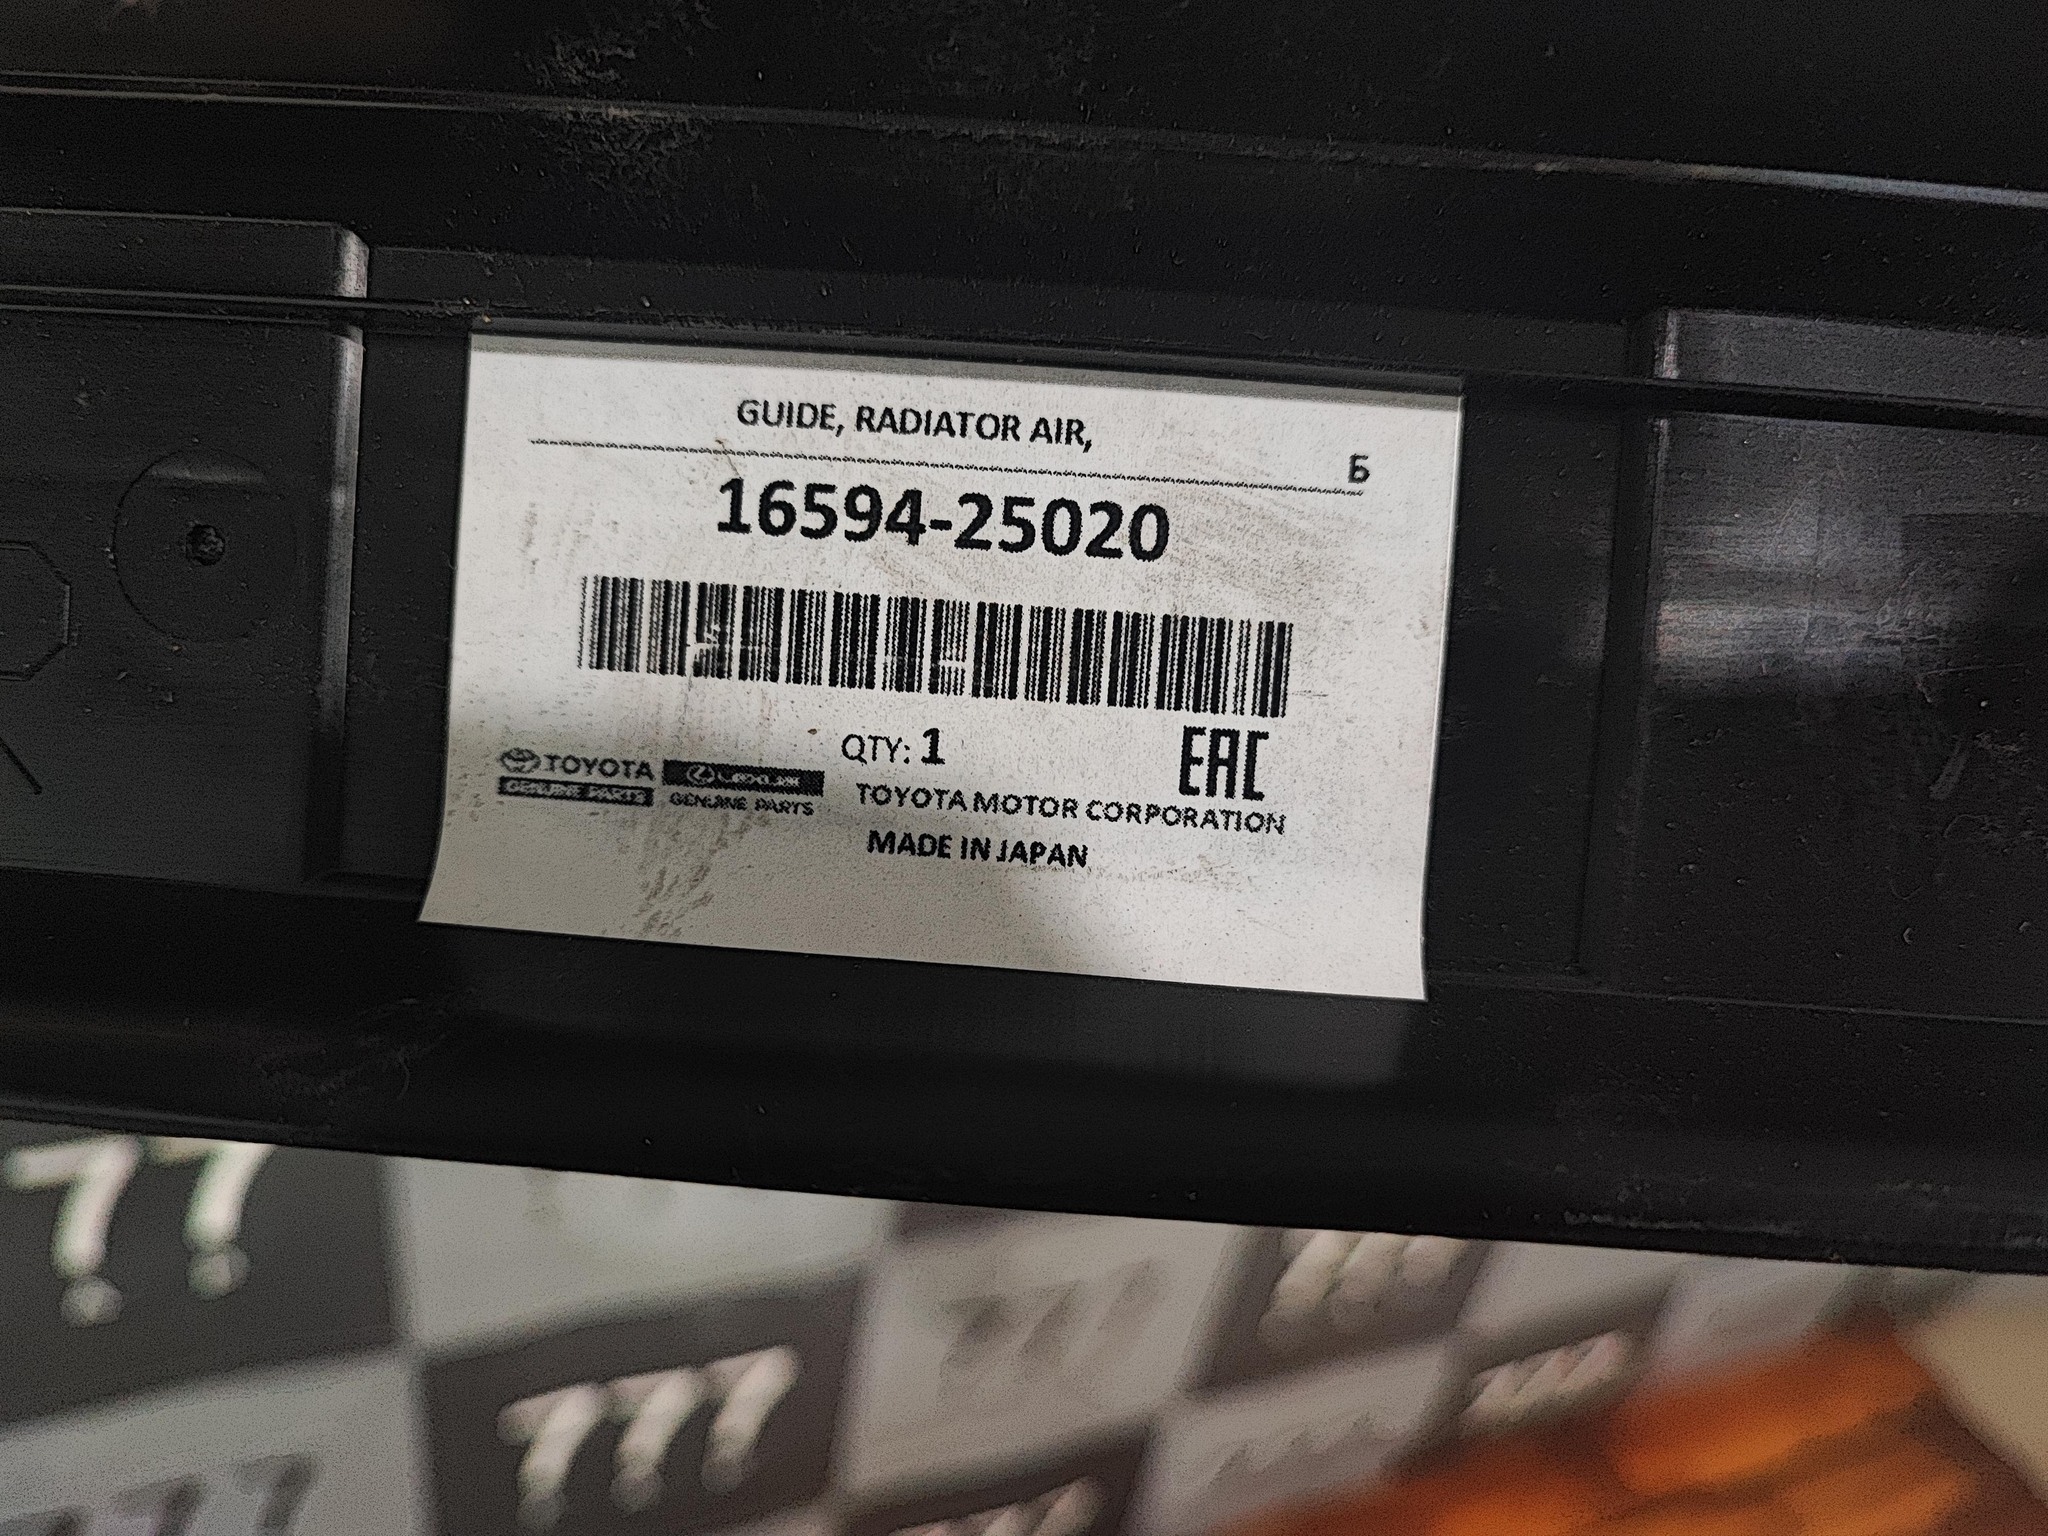 GUIDE, RADIATOR AIR,
Б
16594-25020
QTY: 1
EAC
TOYOTA
GENUINE PARTS
LEXUS
GENUINE PARTS
TOYOTA MOTOR CORPORATION
MADE IN JAPAN